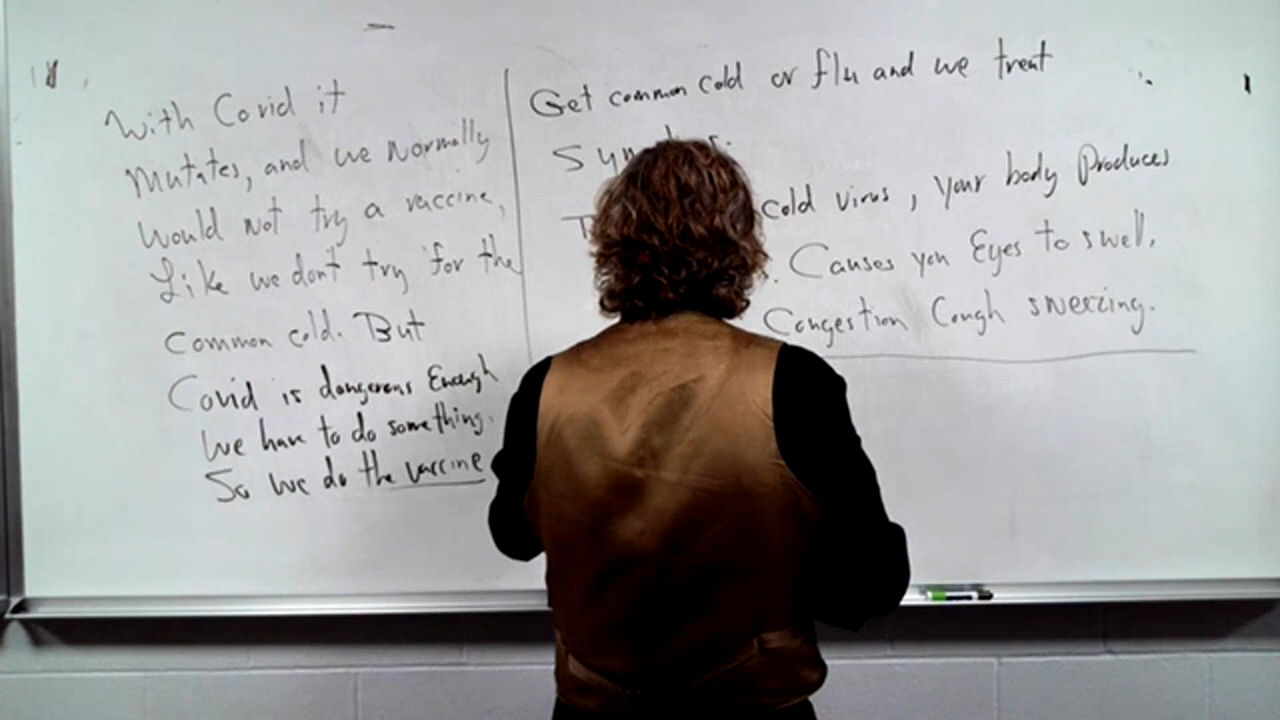 With Covid it
Mutates, and we normally
would not try a vaccine,
Like we don't try for the
common cold. But
Covid is dangerous Enough
We have to do something.
So we do the vaccine
Get common cold or flu and we treat
cold virus, your body Produces
Causes you Eyes to swell,
Congestion Cough sneezing.